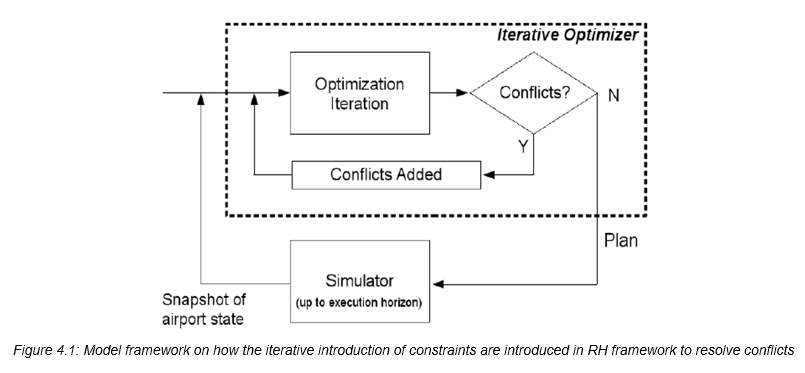 Iterative Optimizer
Optimization
Iteration
Conflicts?
N
Y
Conflicts Added
Plan
Simulator
(up to execution horizon)
Snapshot of
airport state
Figure 4.1: Model framework on how the iterative introduction of constraints are introduced in RH framework to resolve conflicts